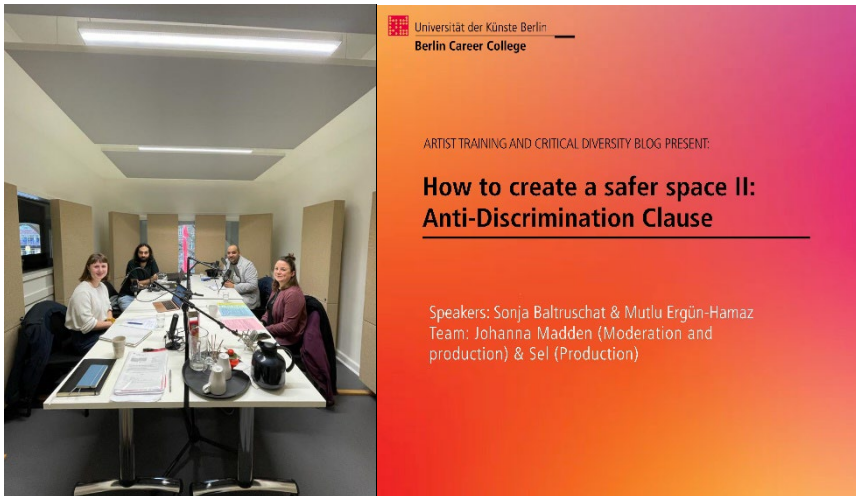 Universität der Künste Berlin
Berlin Career College
ARTIST TRAINING AND CRITICAL DIVERSITY BLOG PRESENT:
How to create a safer space II:
Anti-Discrimination Clause
Speakers: Sonja Baltruschat & Mutlu Ergün-Hamaz
Team: Johanna Madden (Moderation and
production) & Sel (Production)